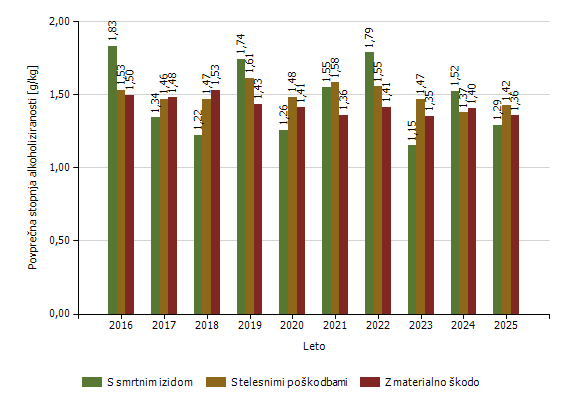 2,00
1,50
1,00
0,50
0,00
Povprečna stopnja alkoholiziranosti [g/kg]
1,83 1,53 1,50
1,34 1,46 1,48
1,22 1,47 1,53
1,74 1,61 1,43
1,26 1,48 1,41
1,55 1,58 1,36
1,79 1,55 1,41
1,15 1,47 1,35
1,52 1,37 1,40
1,29 1,42 1,36
2016 2017 2018 2019 2020 2021 2022 2023 2024 2025
Leto
S smrtnim izidom S telesnimi poškodbami Z materialno škodo